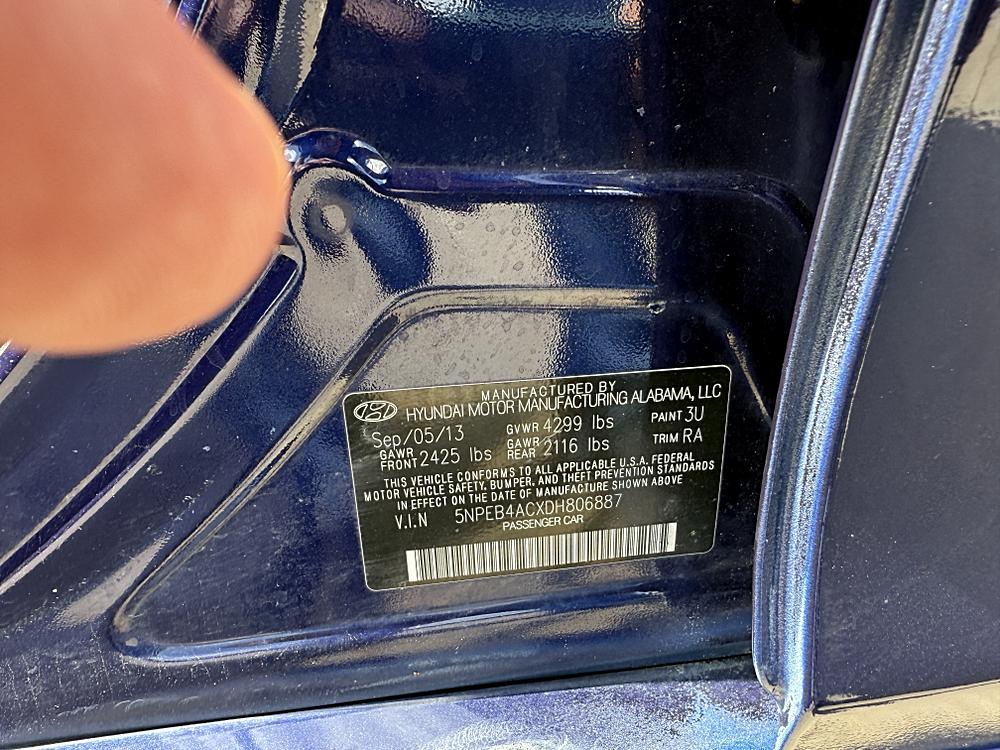 MANUFACTURED BY
HYUNDAI MOTOR MANUFACTURING ALABAMA, LLC
Sep/05/13 GVWR 4299 lbs PAINT 3U
GAWR FRONT 2425 lbs GAWR REAR 2116 lbs TRIM RA
THIS VEHICLE CONFORMS TO ALL APPLICABLE U.S.A. FEDERAL
MOTOR VEHICLE SAFETY, BUMPER, AND THEFT PREVENTION STANDARDS
IN EFFECT ON THE DATE OF MANUFACTURE SHOWN ABOVE
V.I.N 5NPEB4ACXDH806887
PASSENGER CAR